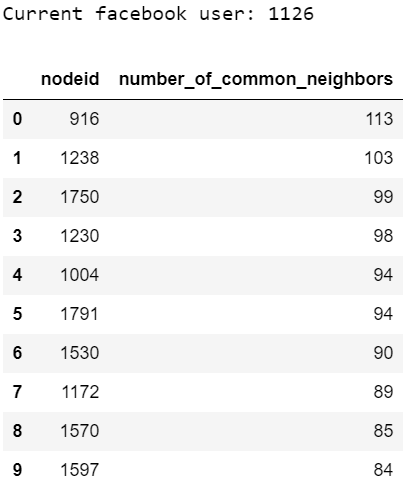 Current facebook user: 1126
nodeid number_of_common_neighbors
0 916 113
1 1238 103
2 1750 99
3 1230 98
4 1004 94
5 1791 94
6 1530 90
7 1172 89
8 1570 85
9 1597 84